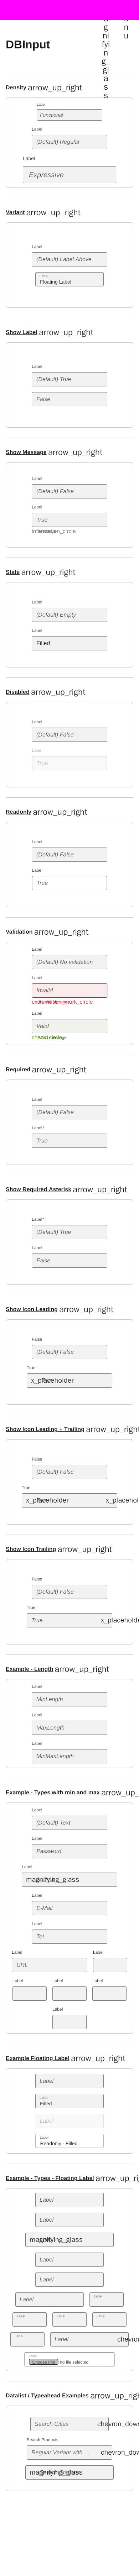 DBInput
a
g
ni
fyi
n
g_
gl
a
s
s
n
u
Density arrow_up_right
Label
Functional
Label
(Default) Regular
Label
Expressive
Variant arrow_up_right
Label
(Default) Label Above
Label
Floating Label
Show Label arrow_up_right
Label
(Default) True
False
Show Message arrow_up_right
Label
(Default) False
Label
True
State arrow_up_right
Label
(Default) Empty
Label
Filled
Disabled arrow_up_right
Label
(Default) False
Label
True
Readonly arrow_up_right
Label
(Default) False
Label
True
Validation arrow_up_right
Label
(Default) No validation
Label
Invalid
Label
Valid
Required arrow_up_right
Label
(Default) False
Label*
True
Show Required Asterisk arrow_up_right
Label*
(Default) True
Label
False
Show Icon Leading arrow_up_right
False
(Default) False
True
x_placeholder
Show Icon Leading + Trailing arrow_up_right
False
(Default) False
True
x_placeholder x_placehol
Show Icon Trailing arrow_up_right
False
(Default) False
True
True x_placeholder
Example - Length arrow_up_right
Label
MinLength
Label
MaxLength
Label
MinMaxLength
Example - Types with min and max arrow_up_
Label
(Default) Text
Label
Password
Label
magnifying_glass
Label
E-Mail
Label
Tel
Label Label
URL
Label Label Label
Label
Example Floating Label arrow_up_right
Label
Label
Filled
Label
Label
Readonly - Filled
Example - Types - Floating Label arrow_up_rig
Label
Label
magnifying_glass
Label
Label
Label Label
Label Label Label
Label Label chevron
Label
Choose File no file selected
Datalist / Typeahead Examples arrow_up_right
Search Cities chevron_down
Search Products
Regular Variant with … chevron_down
magnifying_glass